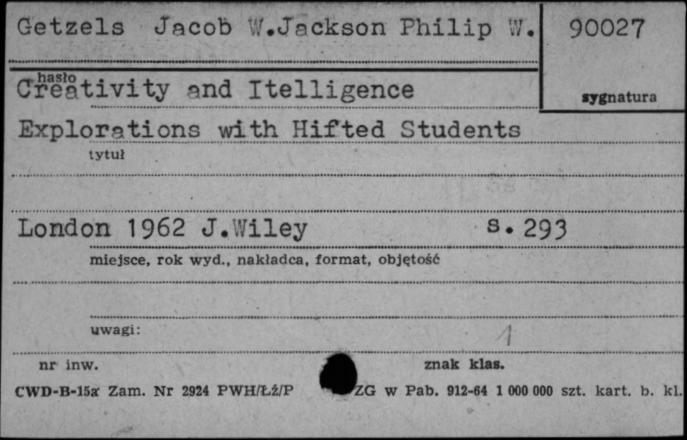 Getzels Jacob W.Jackson Philip W.
90027
hasło
sygnatura
Creativity and Itelligence
Explorations with Hifted Students
tytuł
London 1962 J.Wiley s. 293
miejsce, rok wyd., nakładca, format, objętość
uwagi:
1
nr inw. znak klas.
CWD-B-15a Zam. Nr 2924 PWH/Łź/P ZG w Pab. 912-64 1 000 000 szt. kart. b. kl.